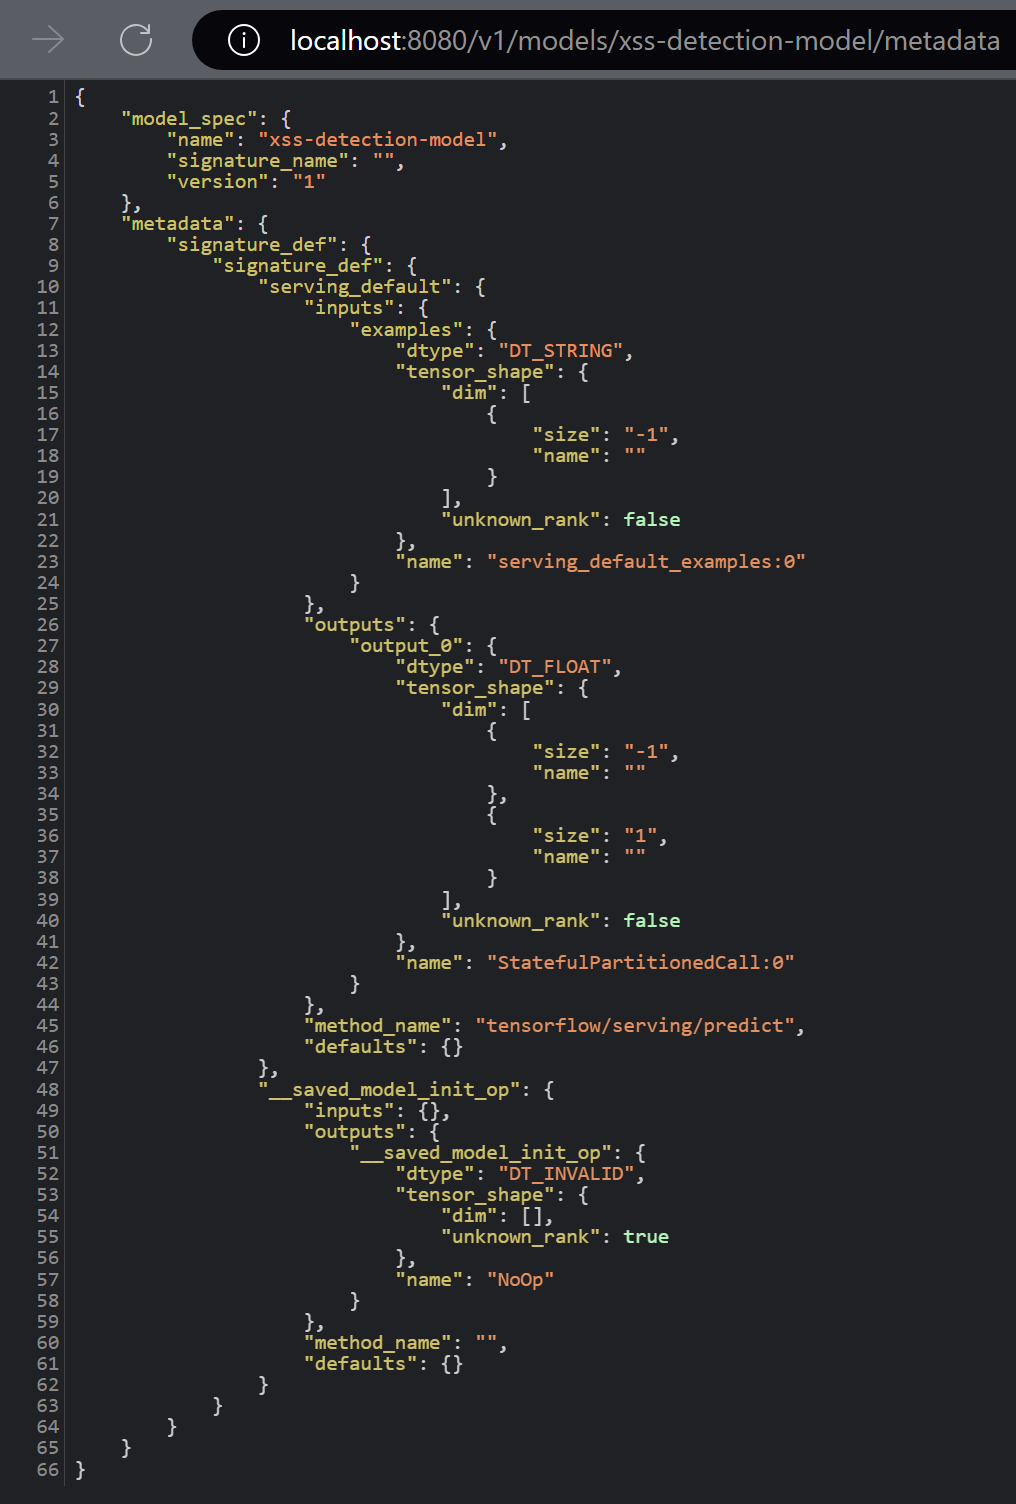 localhost:8080/v1/models/xss-detection-model/metadata
1 {
2     "model_spec": {
3         "name": "xss-detection-model",
4         "signature_name": "",
5         "version": "1"
6     },
7     "metadata": {
8         "signature_def": {
9             "signature_def": {
10                 "serving_default": {
11                     "inputs": {
12                         "examples": {
13                             "dtype": "DT_STRING",
14                             "tensor_shape": {
15                                 "dim": [
16                                     {
17                                         "size": "-1",
18                                         "name": ""
19                                     }
20                                 ],
21                                 "unknown_rank": false
22                             },
23                             "name": "serving_default_examples:0"
24                         }
25                     },
26                     "outputs": {
27                         "output_0": {
28                             "dtype": "DT_FLOAT",
29                             "tensor_shape": {
30                                 "dim": [
31                                     {
32                                         "size": "-1",
33                                         "name": ""
34                                     },
35                                     {
36                                         "size": "1",
37                                         "name": ""
38                                     }
39                                 ],
40                                 "unknown_rank": false
41                             },
42                             "name": "StatefulPartitionedCall:0"
43                         }
44                     },
45                     "method_name": "tensorflow/serving/predict",
46                     "defaults": {}
47                 },
48                 "__saved_model_init_op": {
49                     "inputs": {},
50                     "outputs": {
51                         "__saved_model_init_op": {
52                             "dtype": "DT_INVALID",
53                             "tensor_shape": {
54                                 "dim": [],
55                                 "unknown_rank": true
56                             },
57                             "name": "NoOp"
58                         }
59                     },
60                     "method_name": "",
61                     "defaults": {}
62                 }
63             }
64         }
65     }
66 }